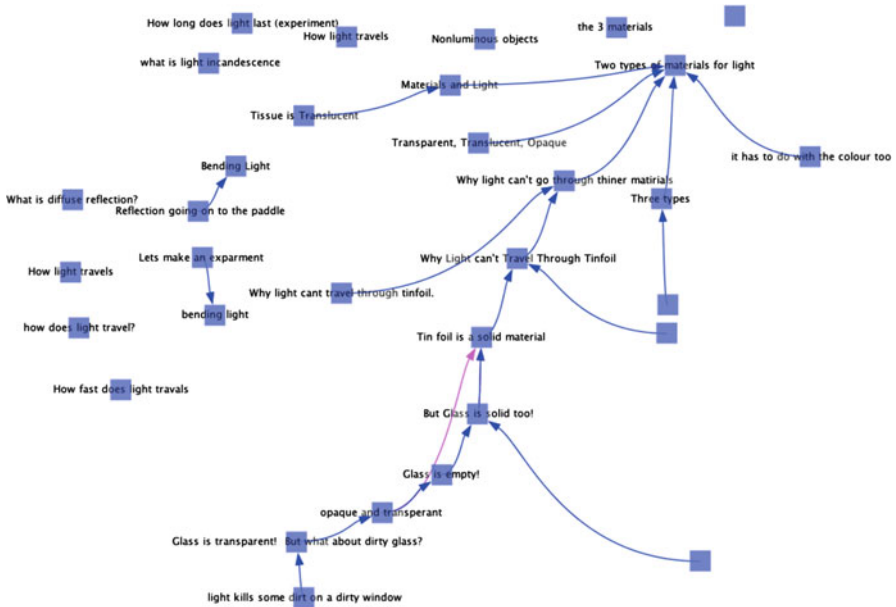 How long does light last (experiment)
How light travels
Nonluminous objects
the 3 materials
what is light incandescence
Two types of materials for light
Materials and Light
Tissue is Translucent
Transparent, Translucent, Opaque
it has to do with the colour too
Bending Light
Why light can't go through thiner matirials
What is diffuse reflection?
Reflection going on to the paddle
Three types
Lets make an exparment
Why Light can't Travel Through Tinfoil
How light travels
Why light cant travel through tinfoil.
bending light
how does light travel?
Tin foil is a solid material
How fast does light travals
But Glass is solid too!
Glass is empty!
opaque and transperant
Glass is transparent! But what about dirty glass?
light kills some dirt on a dirty window